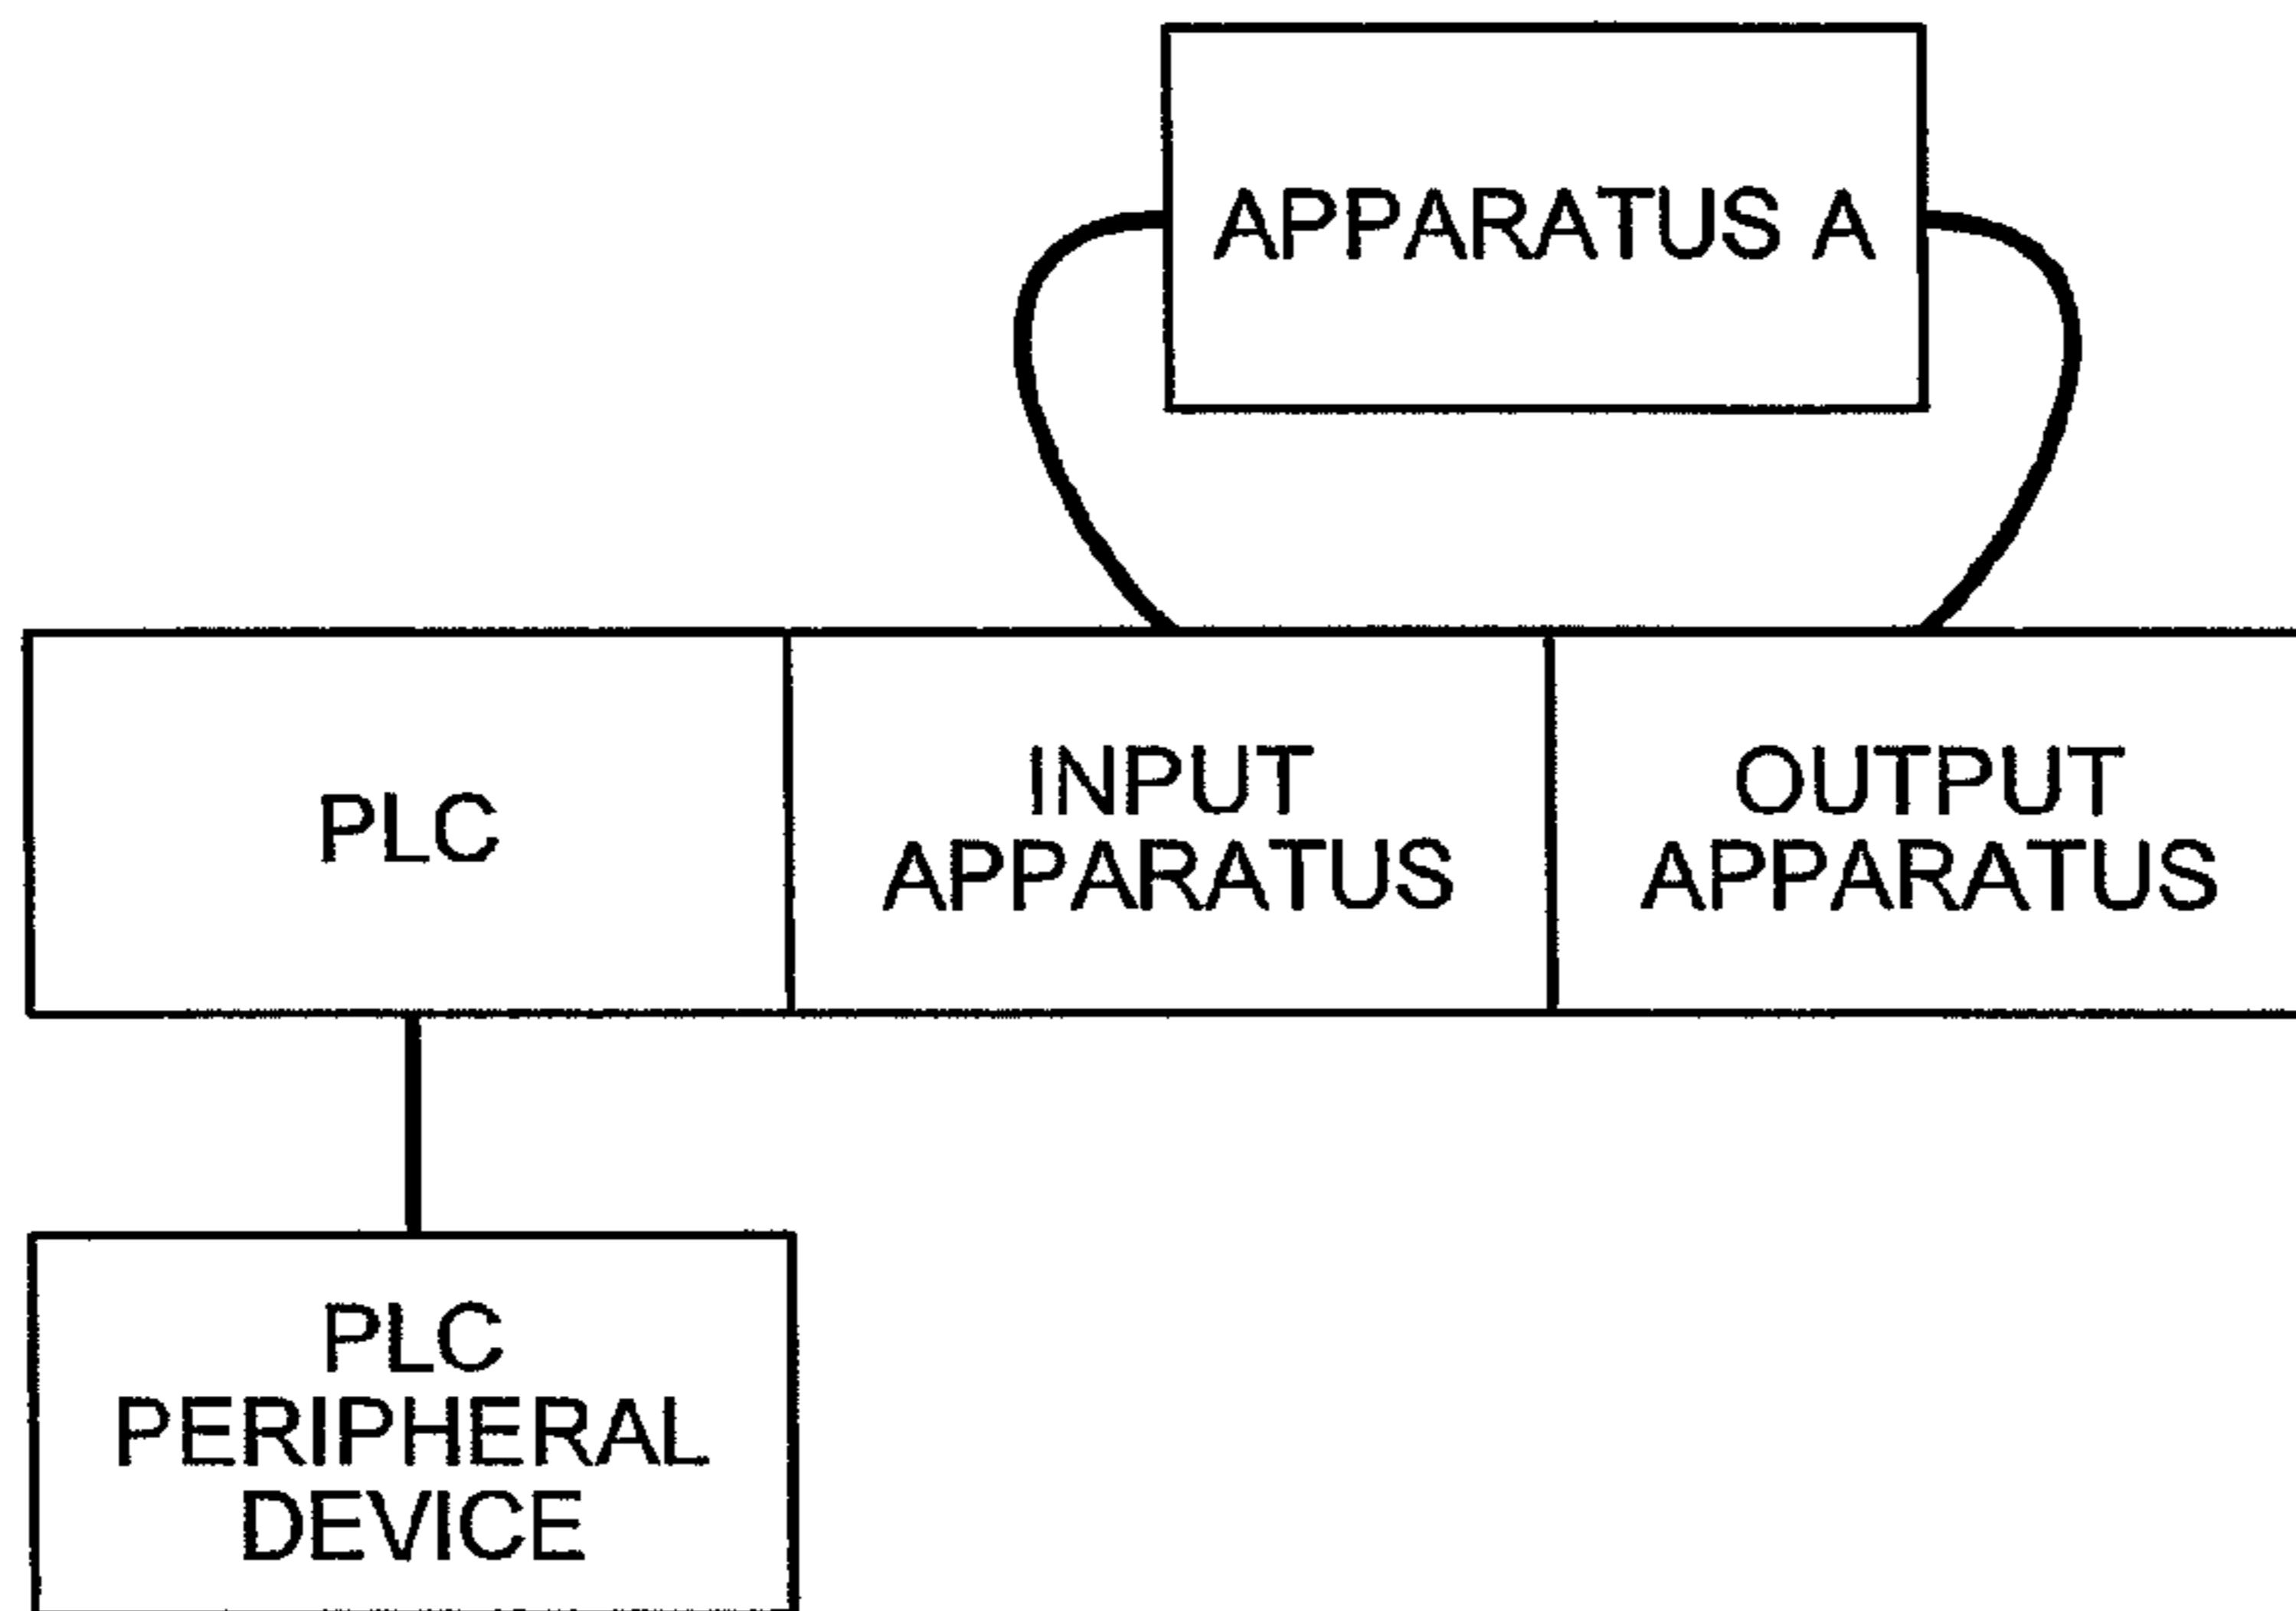 APPARATUS A
PLC
INPUT
APPARATUS
OUTPUT
APPARATUS
PLC
PERIPHERAL
DEVICE